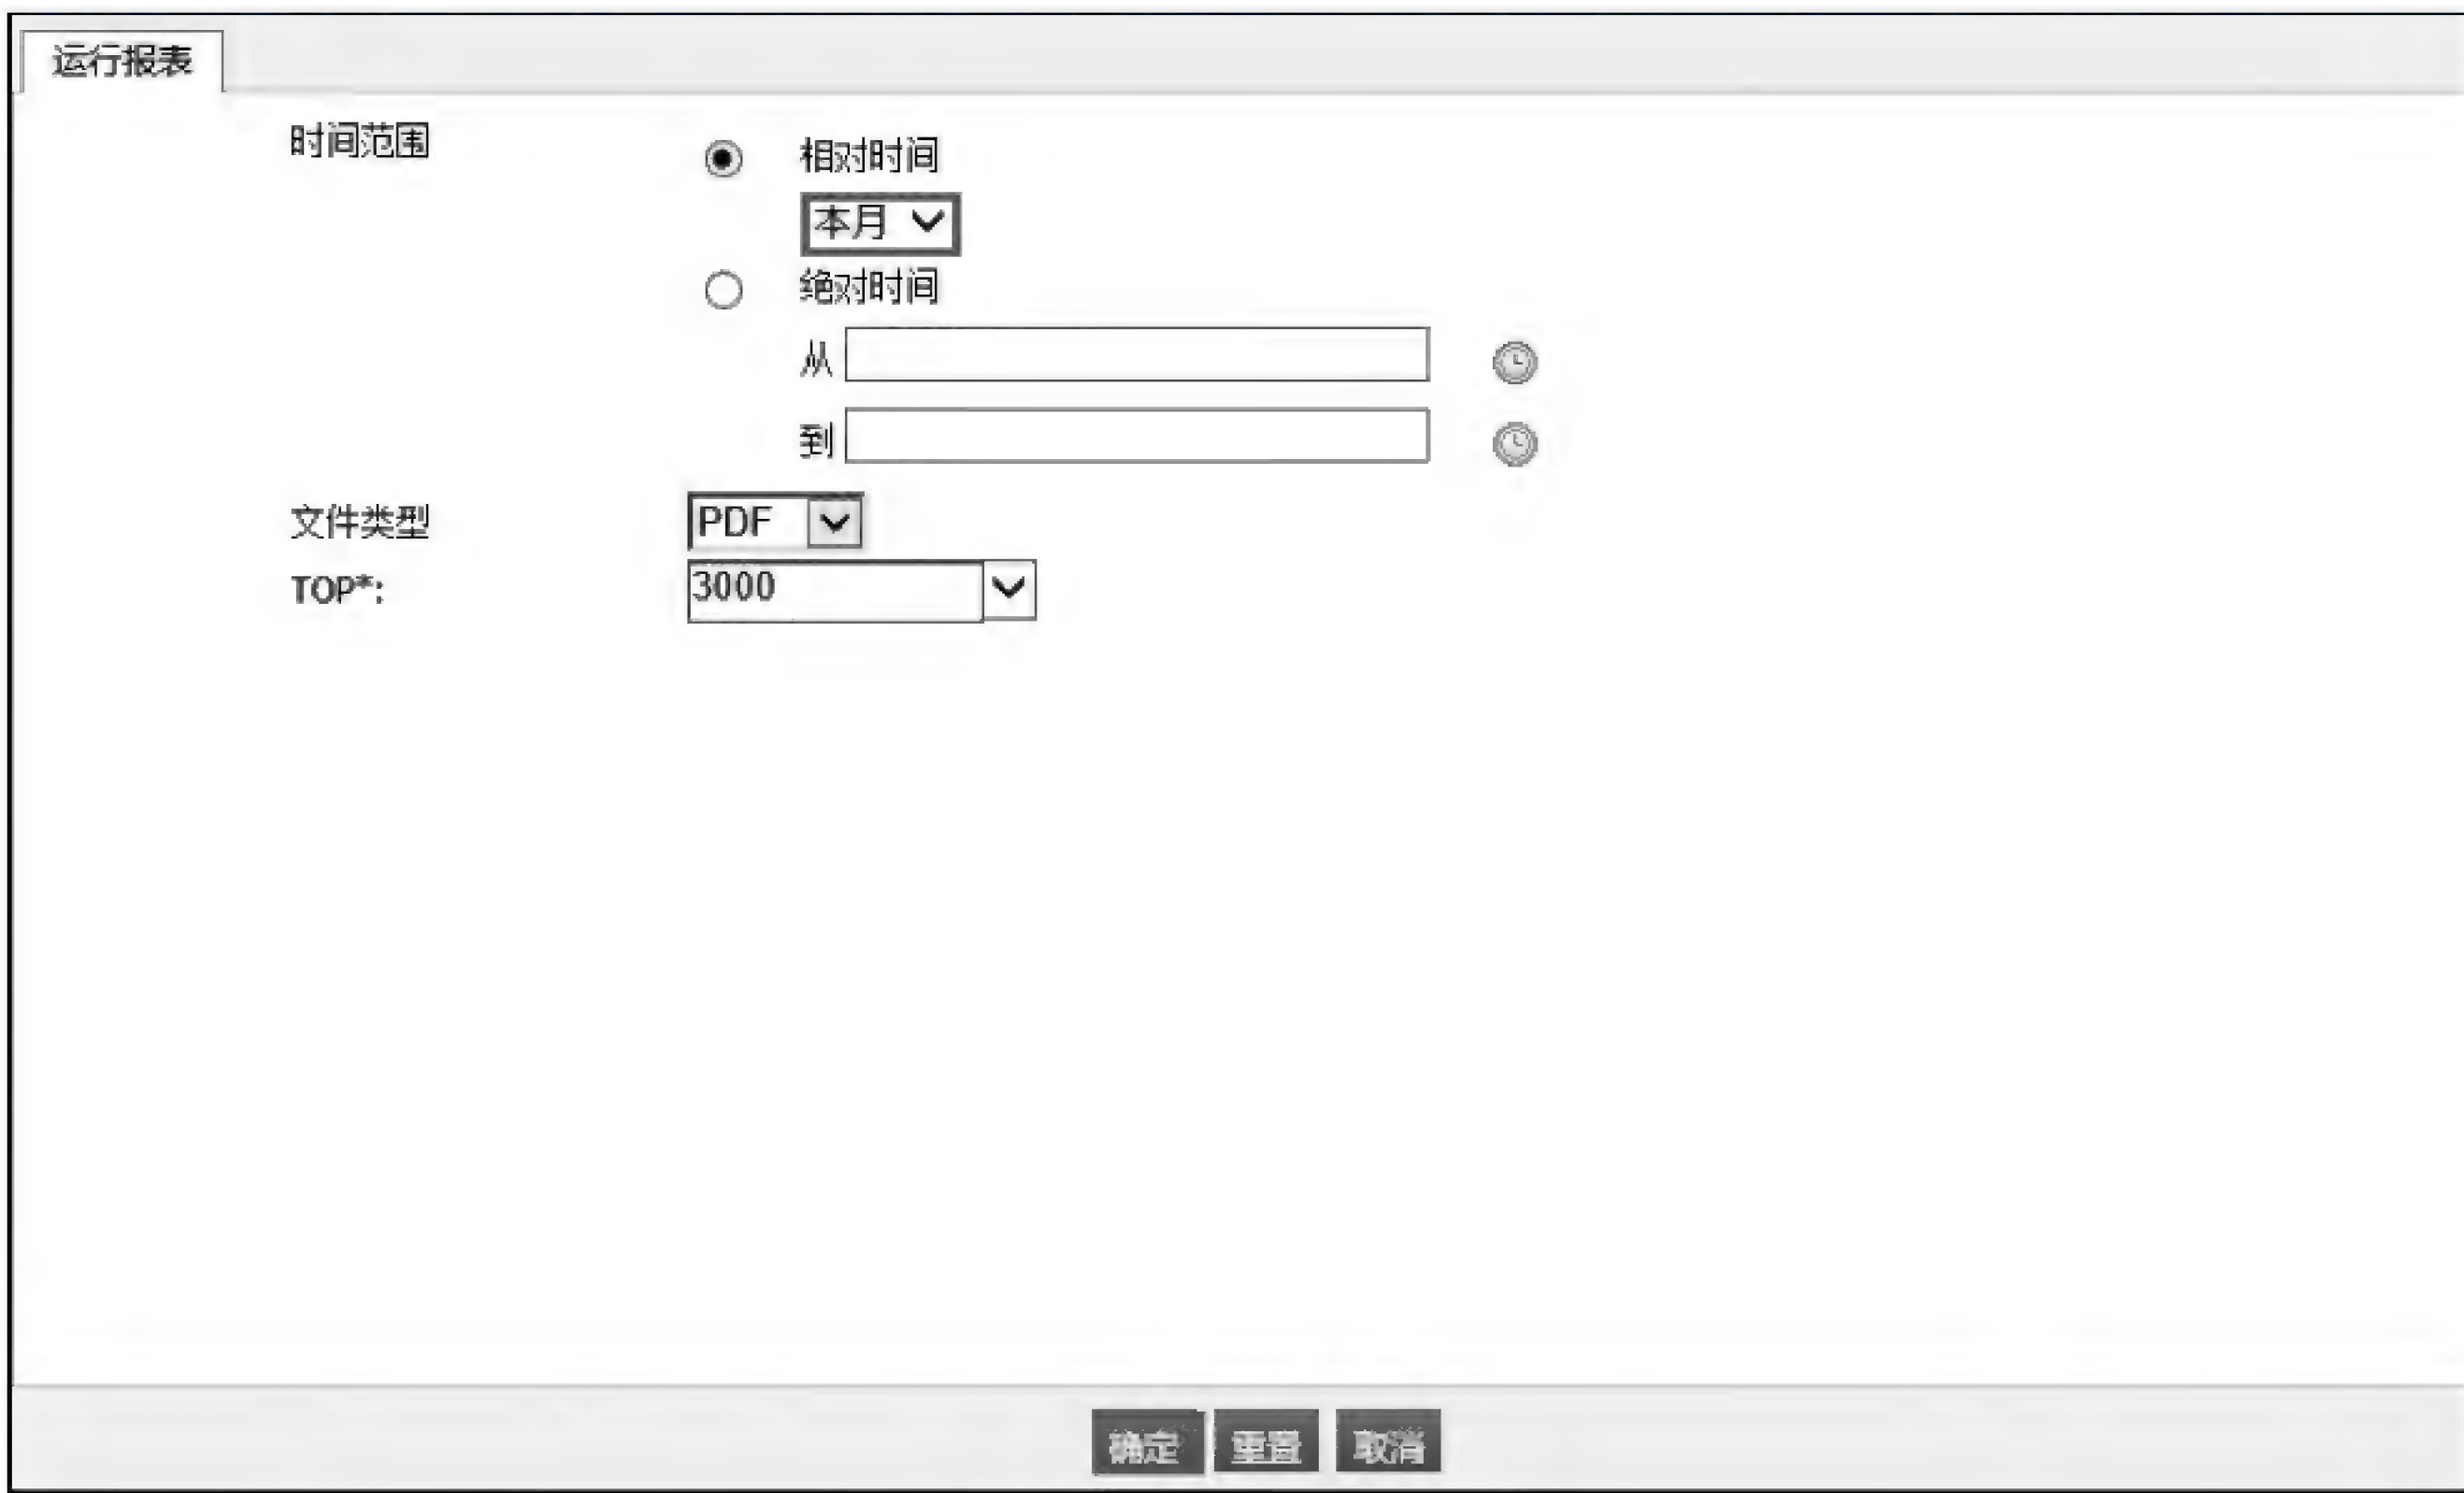 运行报表
时间范围
相对时间
本月
绝对时间
从
到
文件类型
PDF
TOP*:
3000
确定 重置 取消